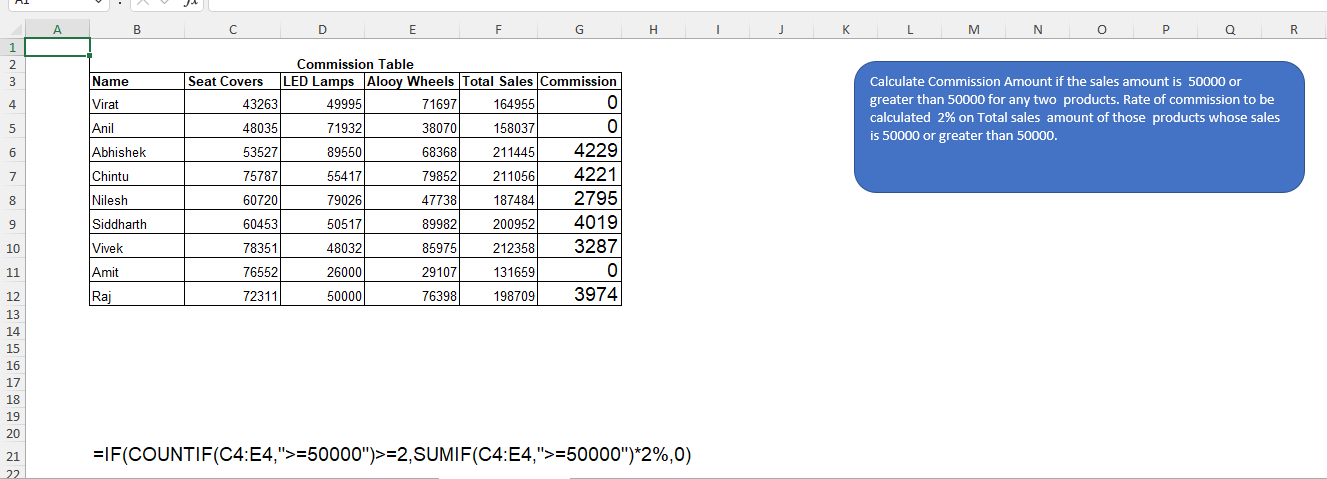 A1 fx
A B C D E F G H I J K L M N O P Q R
1
2 Commission Table
3 Name Seat Covers LED Lamps Alooy Wheels Total Sales Commission
4 Virat 43263 49995 71697 164955 0
5 Anil 48035 71932 38070 158037 0
6 Abhishek 53527 89550 68368 211445 4229
7 Chintu 75787 55417 79852 211056 4221
8 Nilesh 60720 79026 47738 187484 2795
9 Siddharth 60453 50517 89982 200952 4019
10 Vivek 78351 48032 85975 212358 3287
11 Amit 76552 26000 29107 131659 0
12 Raj 72311 50000 76398 198709 3974
13
14
15
16
17
18
19
20
21 =IF(COUNTIF(C4:E4,">=50000")>=2,SUMIF(C4:E4,">=50000")*2%,0)
22
Calculate Commission Amount if the sales amount is 50000 or
greater than 50000 for any two products. Rate of commission to be
calculated 2% on Total sales amount of those products whose sales
is 50000 or greater than 50000.